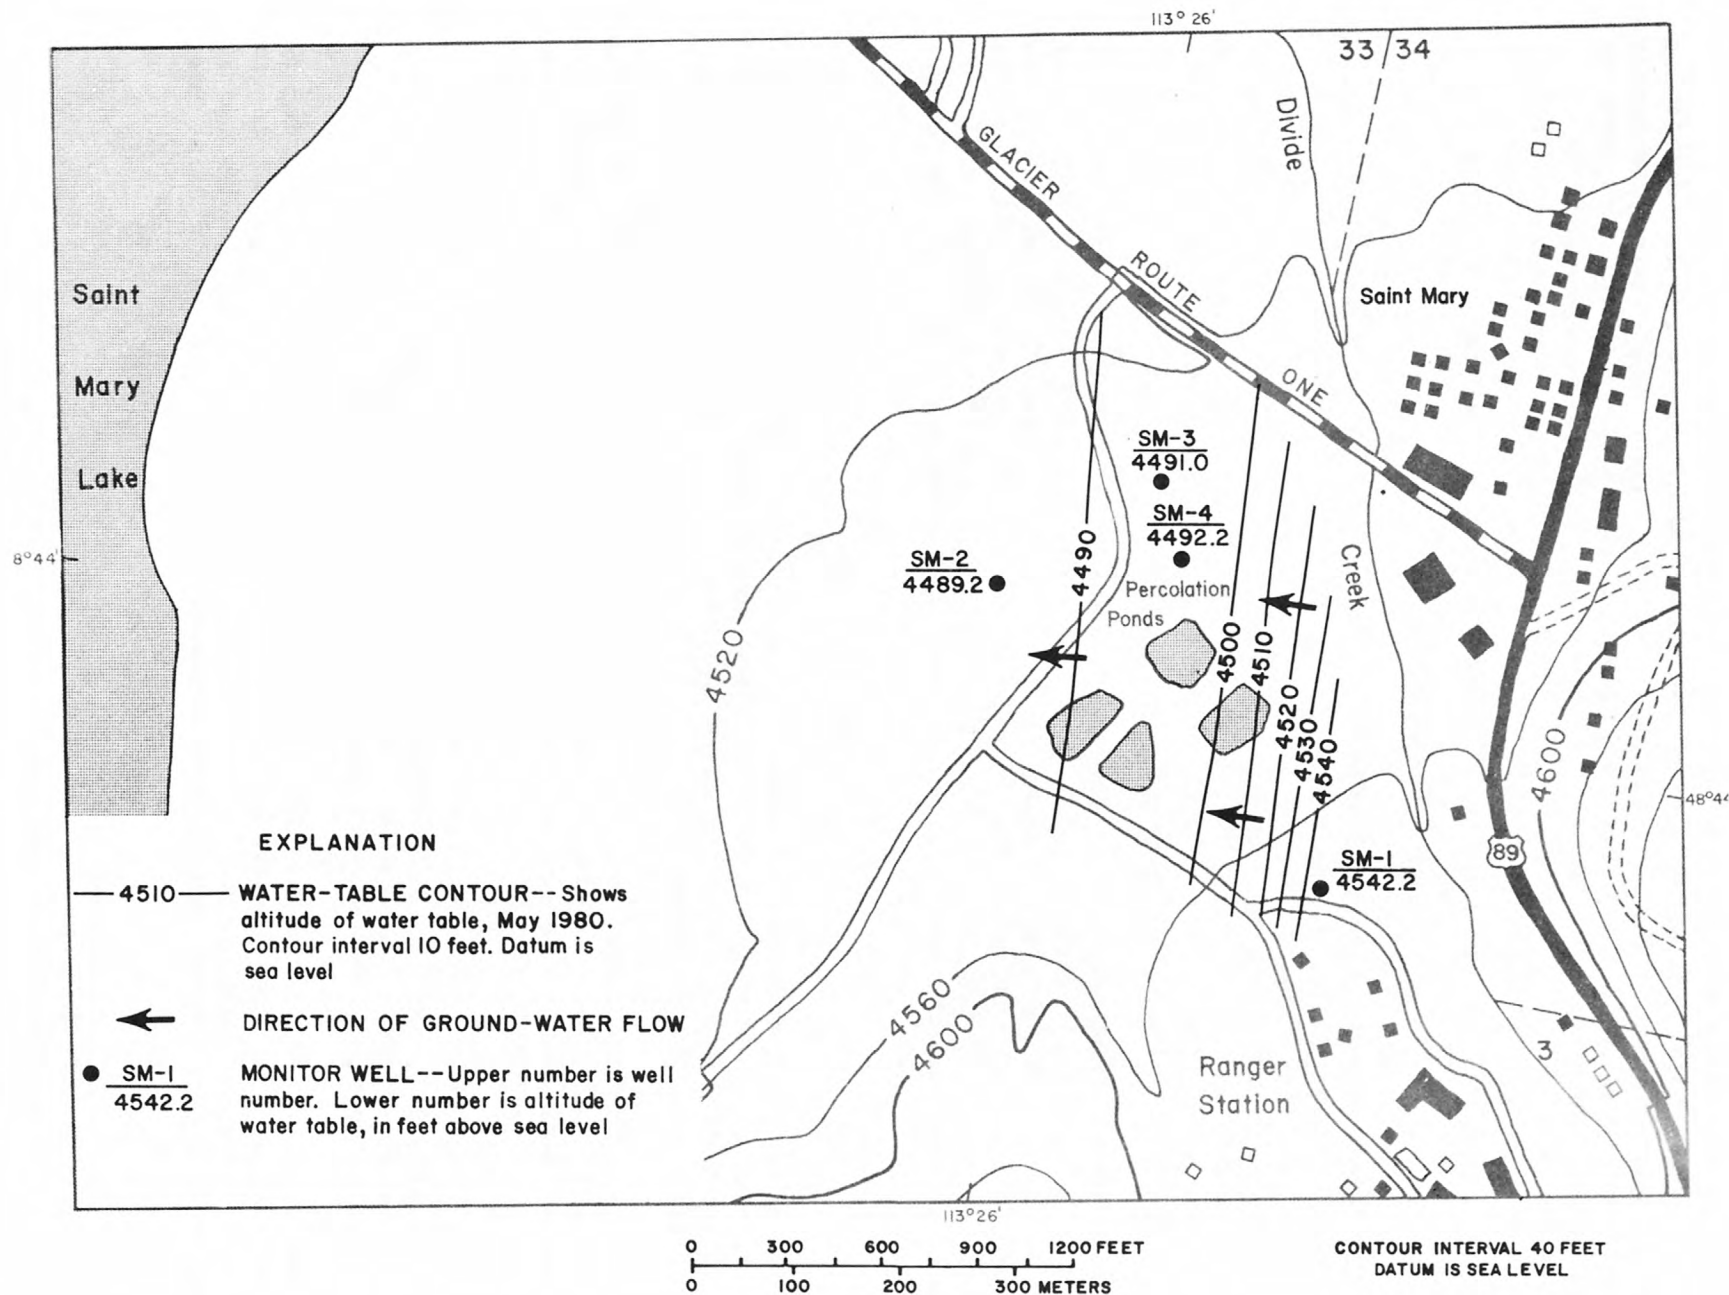 113° 26'
33 34
Divide
GLACIER
ROUTE
ONE
Saint Mary
Saint
Mary
Lake
SM-3
4491.0
SM-4
4492.2
SM-2
4489.2
8°44'
4490
Percolation
Ponds
Creek
4520
4500
4510
4520
4530
4540
4600
48°44
89
SM-1
4542.2
EXPLANATION
4510
WATER-TABLE CONTOUR--Shows
altitude of water table, May 1980.
Contour interval 10 feet. Datum is
sea level
DIRECTION OF GROUND-WATER FLOW
SM-1
4542.2
MONITOR WELL--Upper number is well
number. Lower number is altitude of
water table, in feet above sea level
4560
4600
Ranger
Station
3
113°26'
0 300 600 900 1200 FEET
0 100 200 300 METERS
CONTOUR INTERVAL 40 FEET
DATUM IS SEA LEVEL